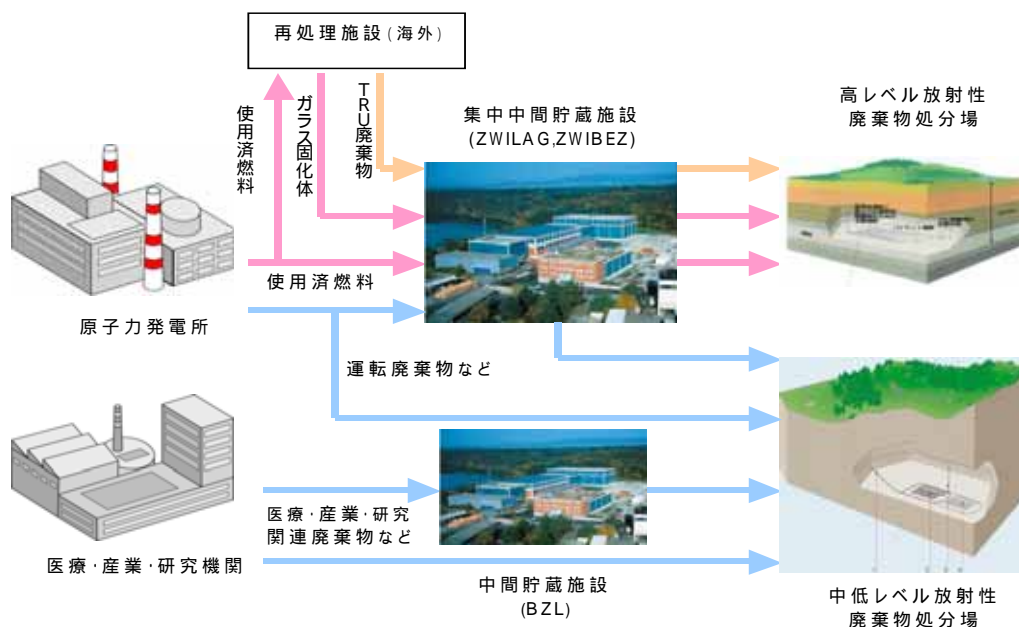 再処理施設(海外)
使用済燃料
ガラス固化体
TRU廃棄物
集中中間貯蔵施設
(ZWILAG,ZWIBEZ)
高レベル放射性
廃棄物処分場
使用済燃料
原子力発電所
運転廃棄物など
医療・産業・研究
関連廃棄物など
医療・産業・研究機関
中間貯蔵施設
(BZL)
中低レベル放射性
廃棄物処分場